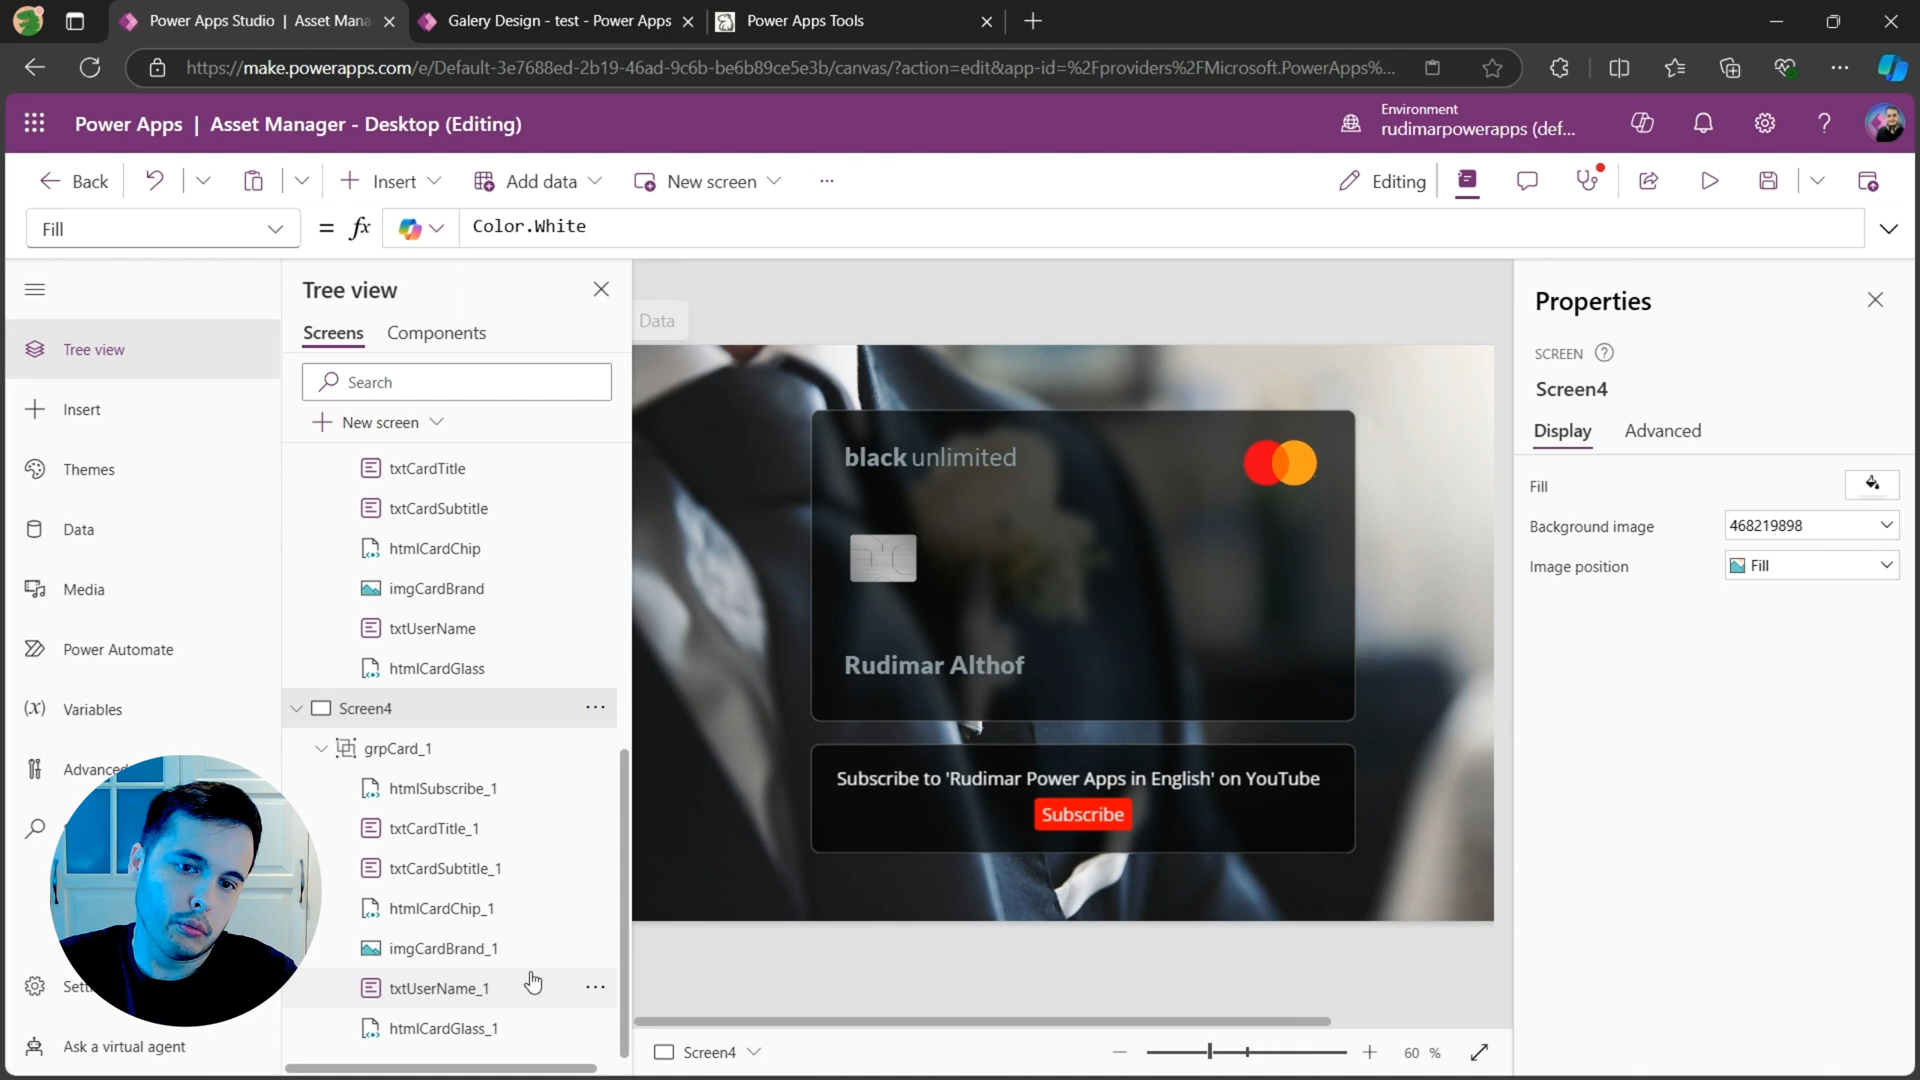 Power Apps Studio | Asset Mana
Galery Design - test - Power Apps
Power Apps Tools
https://make.powerapps.com/e/Default-3e7688ed-2b19-46ad-9c6b-be6b89ce5e3b/canvas/?action=edit&app-id=%2Fproviders%2FMicrosoft.PowerApps%...
Power Apps | Asset Manager - Desktop (Editing)
Environment
rudimarpowerapps (def...
Back
Insert
Add data
New screen
...
Editing
Fill
=
fx
Color.White
Tree view
Screens
Components
Search
New screen
Tree view
Insert
Themes
Data
Media
Power Automate
Variables
Advanced
Ask a virtual agent
txtCardTitle
txtCardSubtitle
htmlCardChip
imgCardBrand
txtUserName
htmlCardGlass
Screen4
grpCard_1
htmlSubscribe_1
txtCardTitle_1
txtCardSubtitle_1
htmlCardChip_1
imgCardBrand_1
txtUserName_1
htmlCardGlass_1
Data
black unlimited
Rudimar Althof
Subscribe to 'Rudimar Power Apps in English' on YouTube
Subscribe
Screen4
60 %
Properties
SCREEN
Screen4
Display
Advanced
Fill
Background image
468219898
Image position
Fill